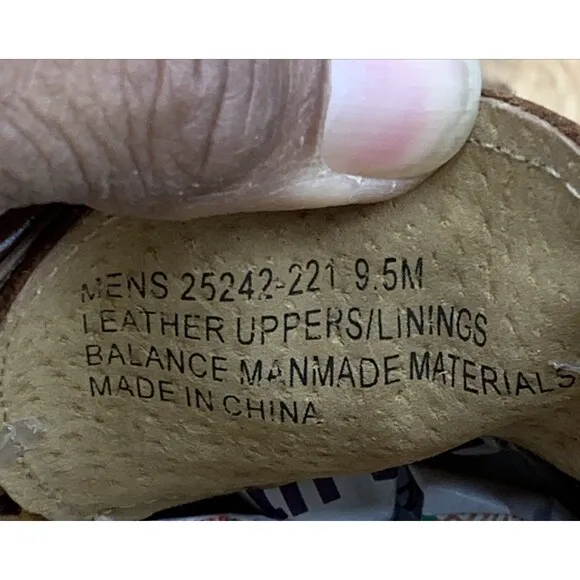 MENS 25242-221 9.5M
LEATHER UPPERS/LININGS
BALANCE MANMADE MATERIALS
MADE IN CHINA